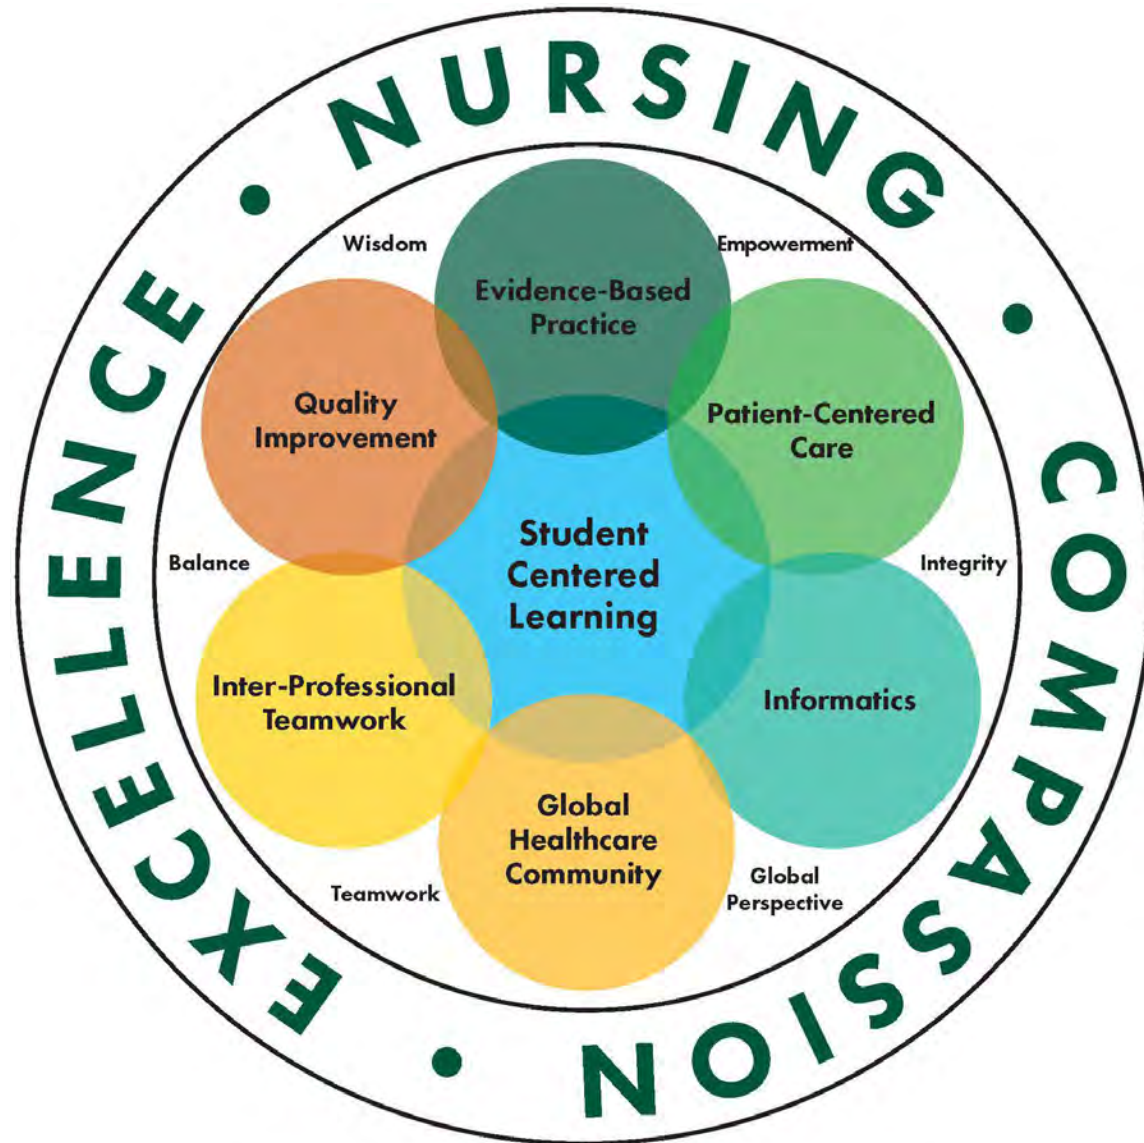 NURSING • COMPASSION • EXCELLENCE •
Wisdom
Empowerment
Evidence-Based
Practice
Quality
Improvement
Patient-Centered
Care
Student
Centered
Learning
Balance
Integrity
Inter-Professional
Teamwork
Informatics
Global
Healthcare
Community
Teamwork
Global
Perspective